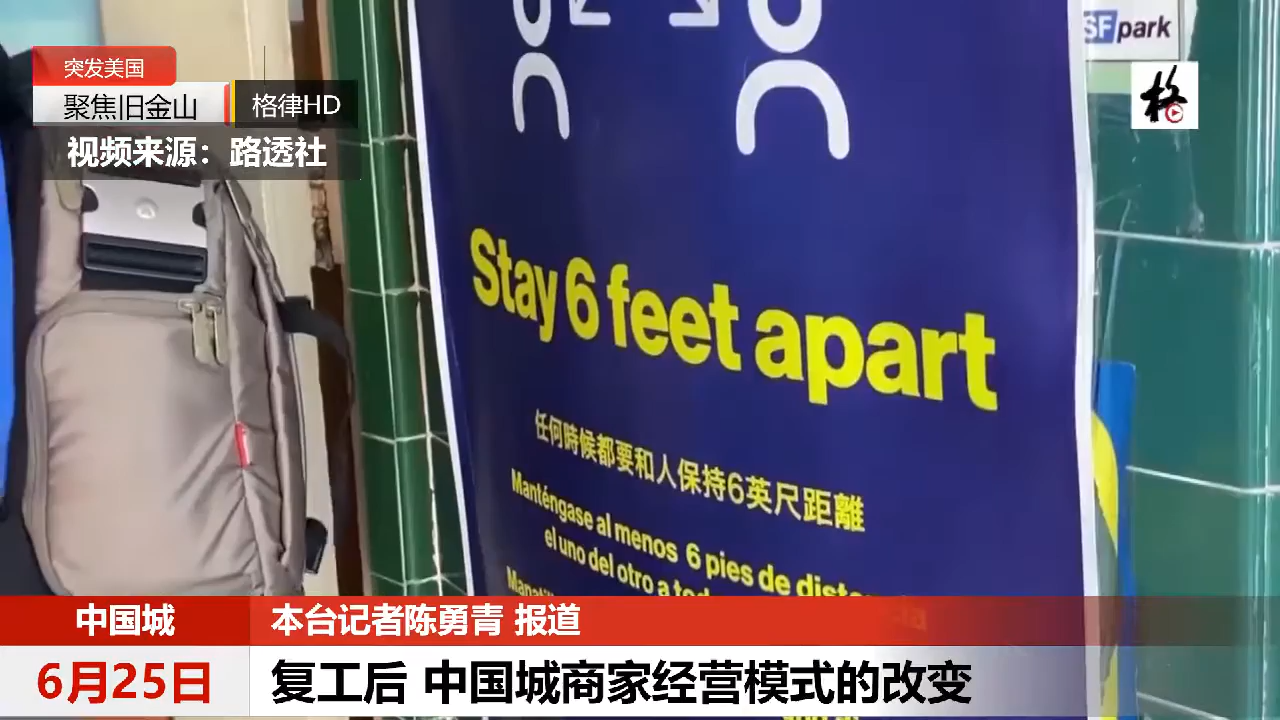 突发美国
聚焦旧金山
格律HD
视频来源：路透社
SFpark
格
Stay 6 feet apart
任何時候都要和人保持6英尺距離
Manténgase al menos 6 pies de distancia
el uno del otro a tod
中国城
本台记者陈勇青 报道
6月25日
复工后 中国城商家经营模式的改变